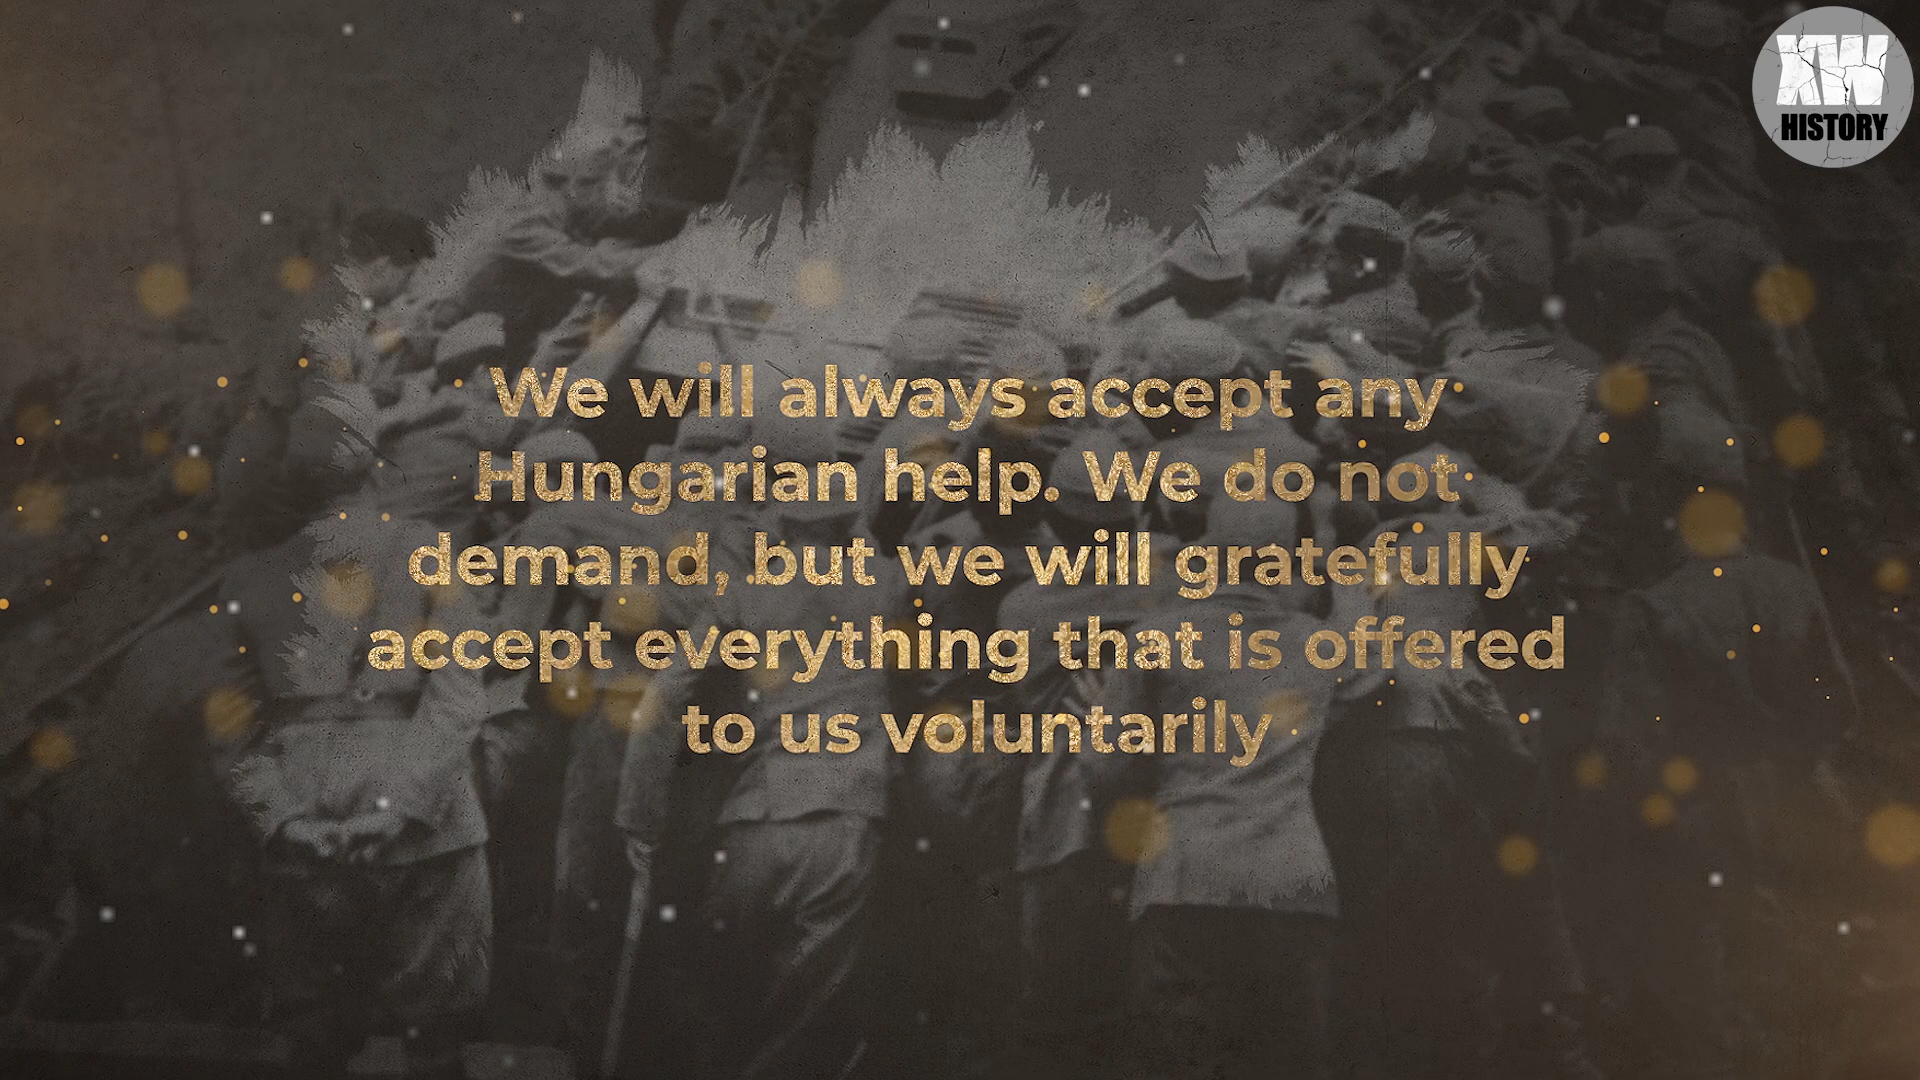 XW
HISTORY
We will always accept any
Hungarian help. We do not
demand, but we will gratefully
accept everything that is offered
to us voluntarily